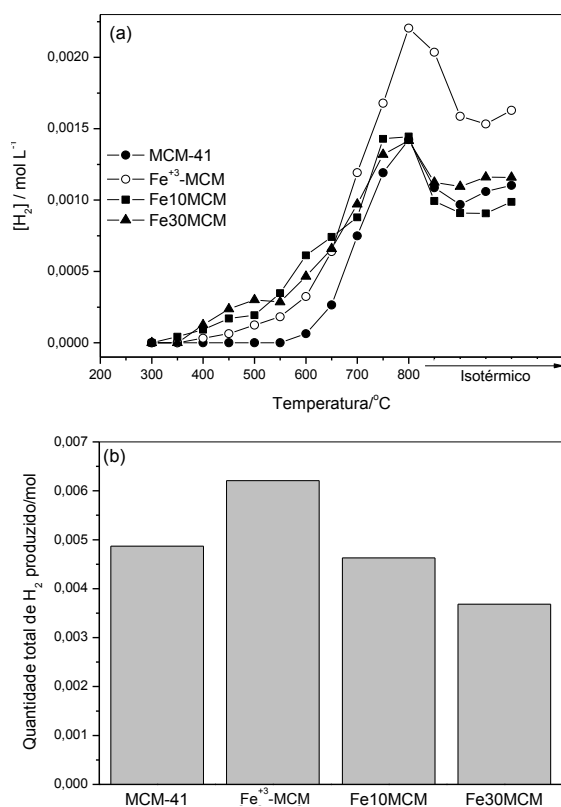 (a)
0,0020
0,0015
0,0010
0,0005
0,0000
[H₂] / mol L⁻¹
MCM-41
Fe⁺³-MCM
Fe10MCM
Fe30MCM
200 300 400 500 600 700 800
Isotérmico
Temperatura/°C
(b)
0,007
0,006
0,005
0,004
0,003
0,002
0,001
0,000
Quantidade total de H₂ produzido/mol
MCM-41 Fe⁺³-MCM Fe10MCM Fe30MCM